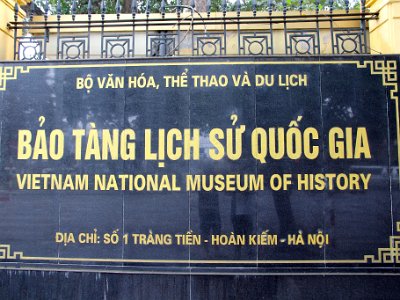 BỘ VĂN HÓA, THỂ THAO VÀ DU LỊCH
BẢO TÀNG LỊCH SỬ QUỐC GIA
VIETNAM NATIONAL MUSEUM OF HISTORY
ĐỊA CHỈ: SỐ 1 TRÀNG TIỀN - HOÀN KIẾM - HÀ NỘI